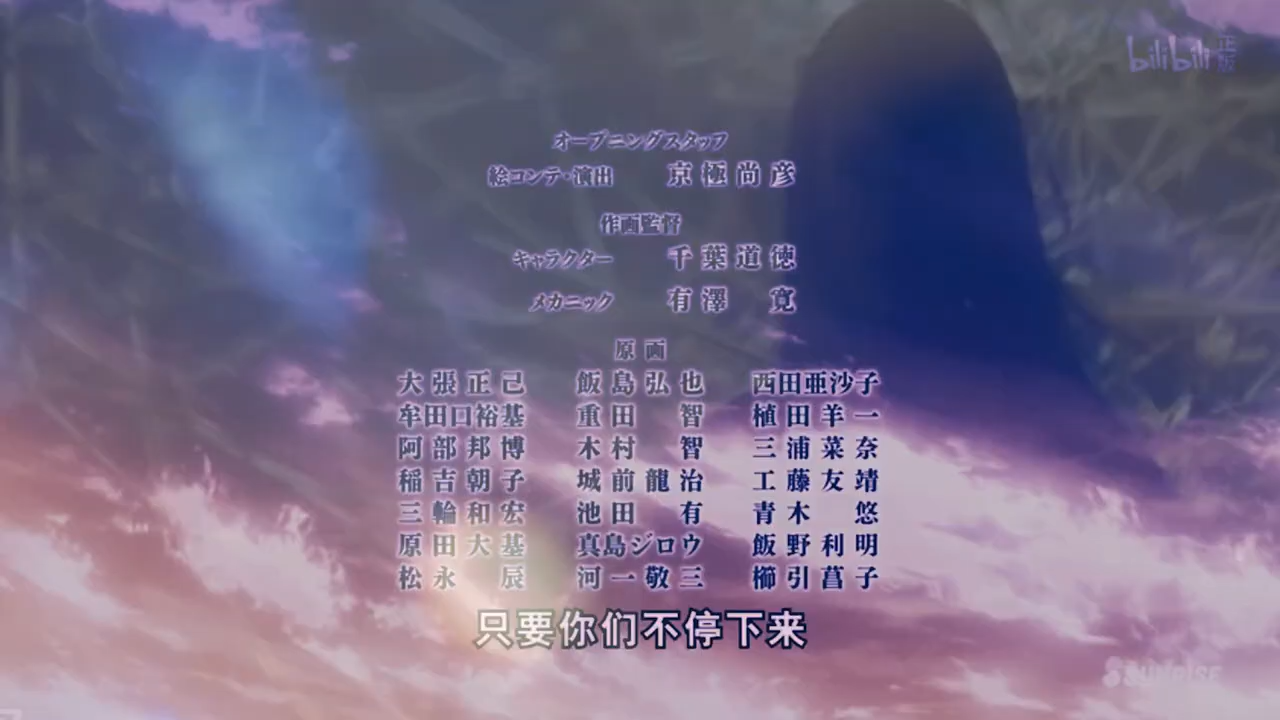 bilibili 正版
オープニングスタッフ
絵コンテ・演出 京極尚彦
作画監督
キャラクター 千葉道徳
メカニック 有澤 寛
原画
大張正己 飯島弘也 西田亜沙子
牟田口裕基 重田 智 植田羊一
阿部邦博 木村 智 三浦菜奈
稲吉朝子 城前龍治 工藤友靖
三輪和宏 池田 有 青木 悠
原田大基 真島ジロウ 飯野利明
松永 辰 河一敬三 櫛引菖子
只要你们不停下来
SUNRISE